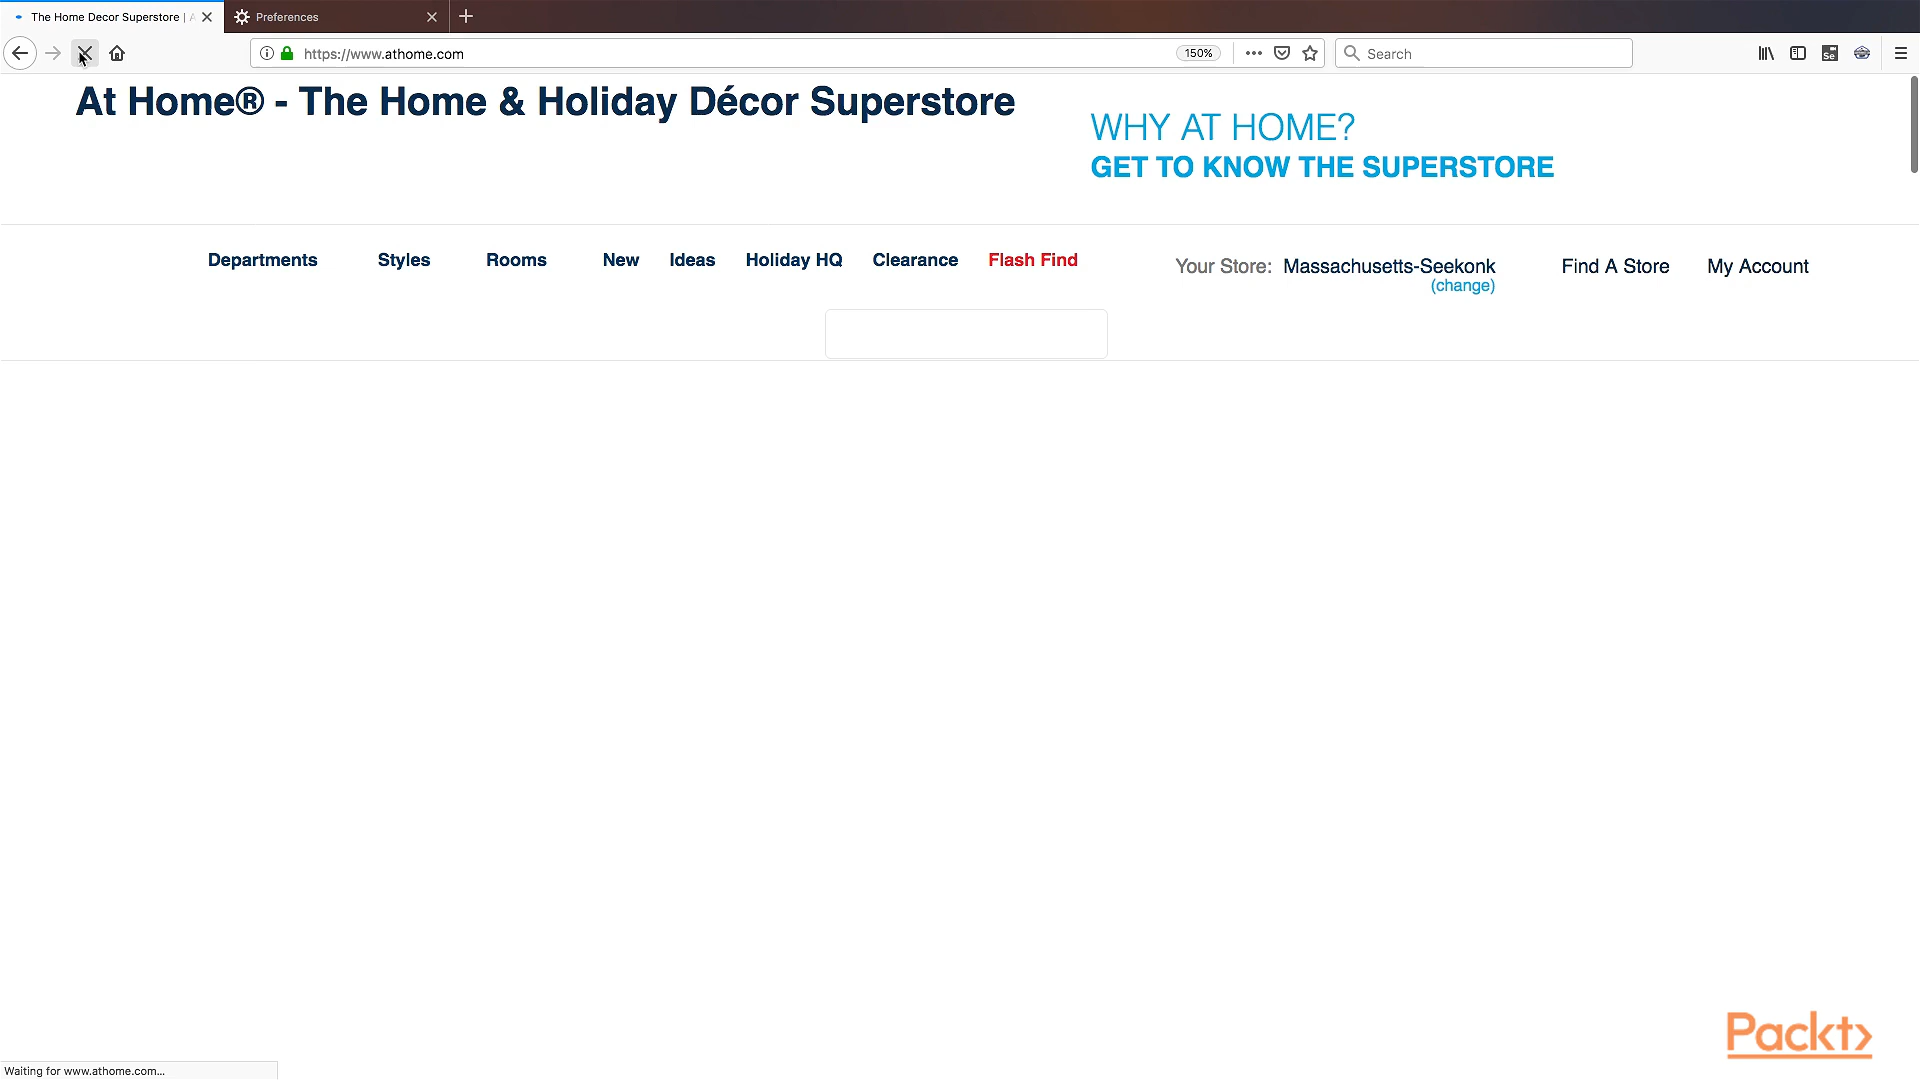 The Home Decor Superstore |
Preferences
https://www.athome.com
150%
Search
Se
At Home® - The Home & Holiday Décor Superstore
WHY AT HOME?
GET TO KNOW THE SUPERSTORE
Departments Styles Rooms New Ideas Holiday HQ Clearance Flash Find
Your Store: Massachusetts-Seekonk Find A Store My Account
(change)
Packt
Waiting for www.athome.com...